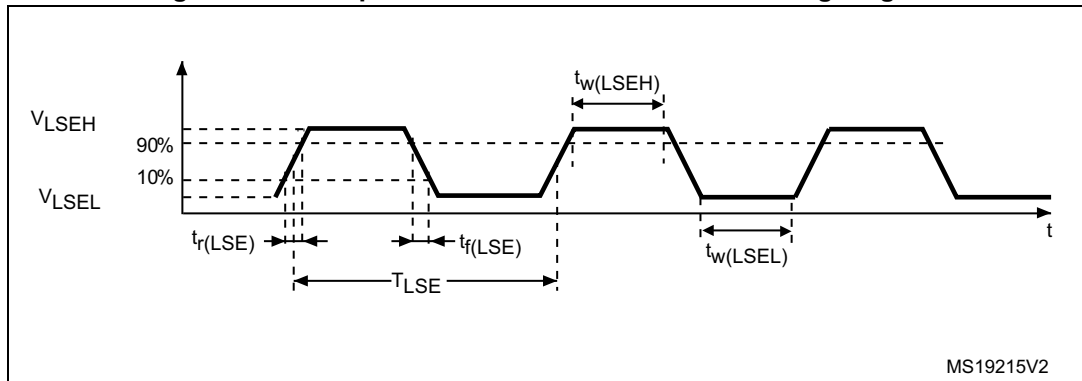 tw(LSEH)
VLSEH
90%
10%
VLSEL
tr(LSE)
tf(LSE)
tw(LSEL)
t
TLSE
MS19215V2